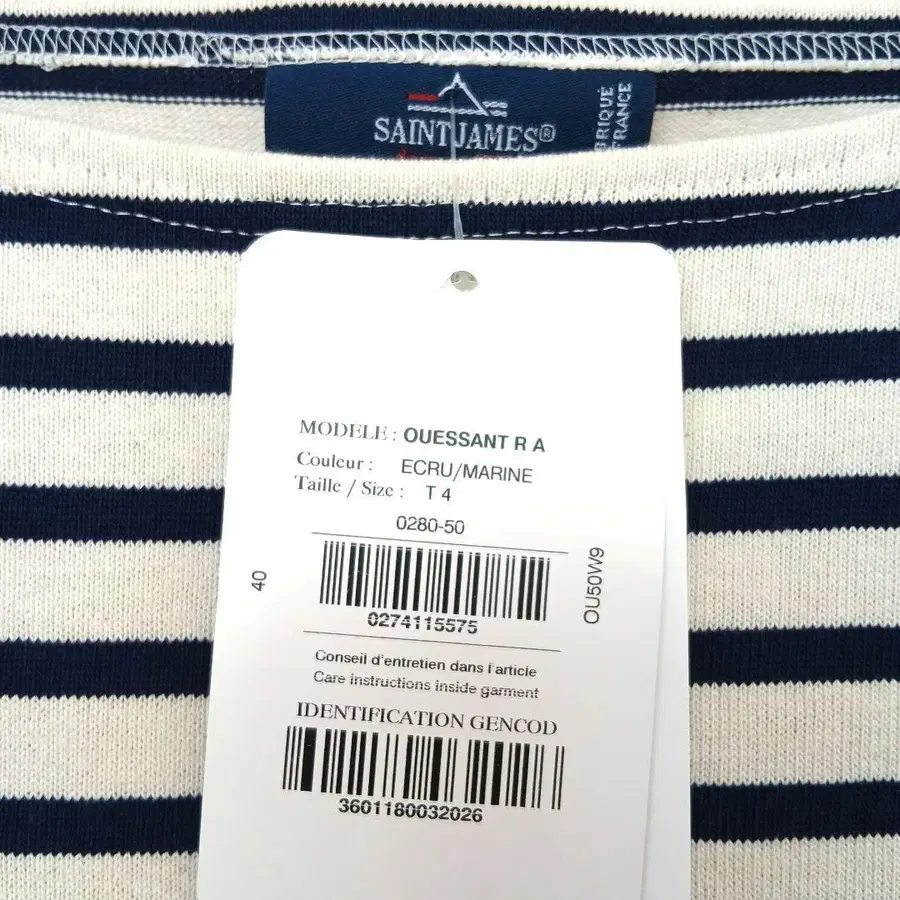 SAINT JAMES®
FRANCE
MODELE : OUESSANT R A
Couleur : ECRU/MARINE
Taille / Size : T 4
0280-50
40
OU50W9
0274115575
Conseil d'entretien dans l'article
Care instructions inside garment
IDENTIFICATION GENCOD
3601180032026